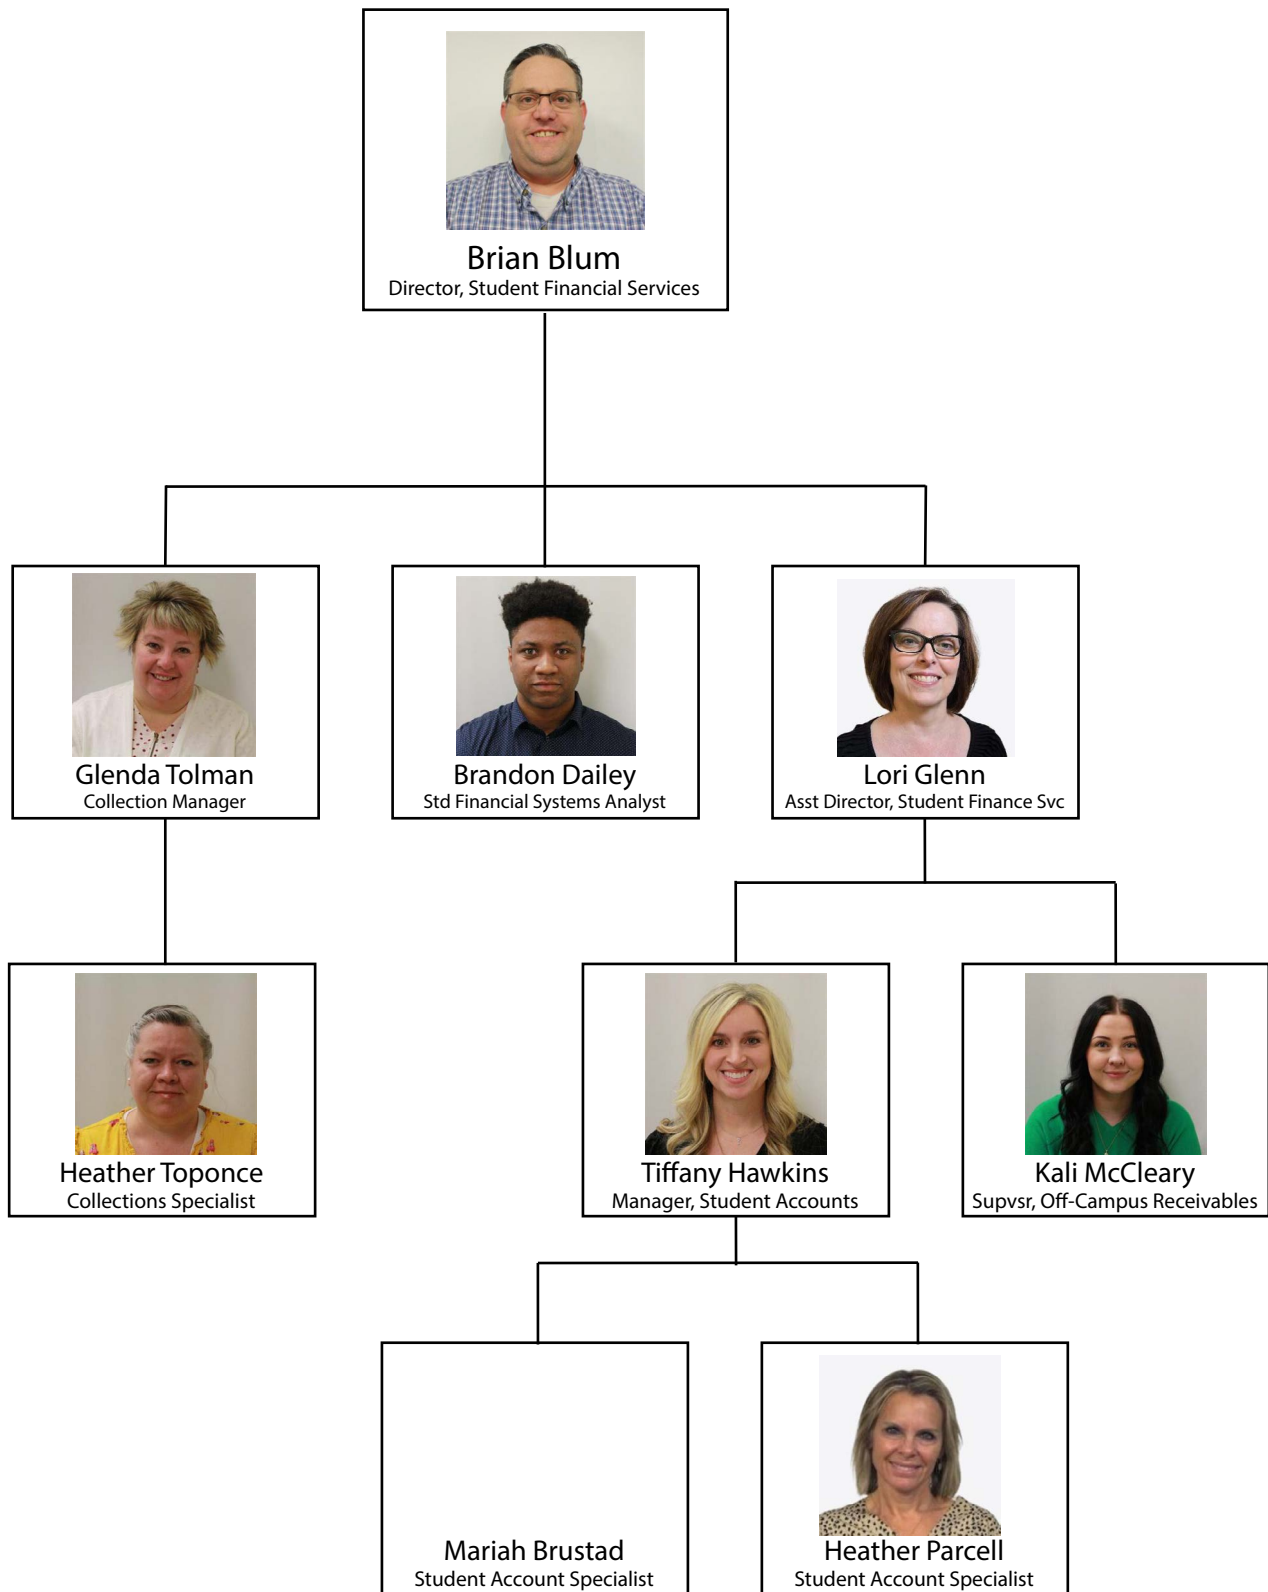 Brian Blum
Director, Student Financial Services
Glenda Tolman
Collection Manager
Brandon Dailey
Std Financial Systems Analyst
Lori Glenn
Asst Director, Student Finance Svc
Heather Toponce
Collections Specialist
Tiffany Hawkins
Manager, Student Accounts
Kali McCleary
Supvsr, Off-Campus Receivables
Mariah Brustad
Student Account Specialist
Heather Parcell
Student Account Specialist